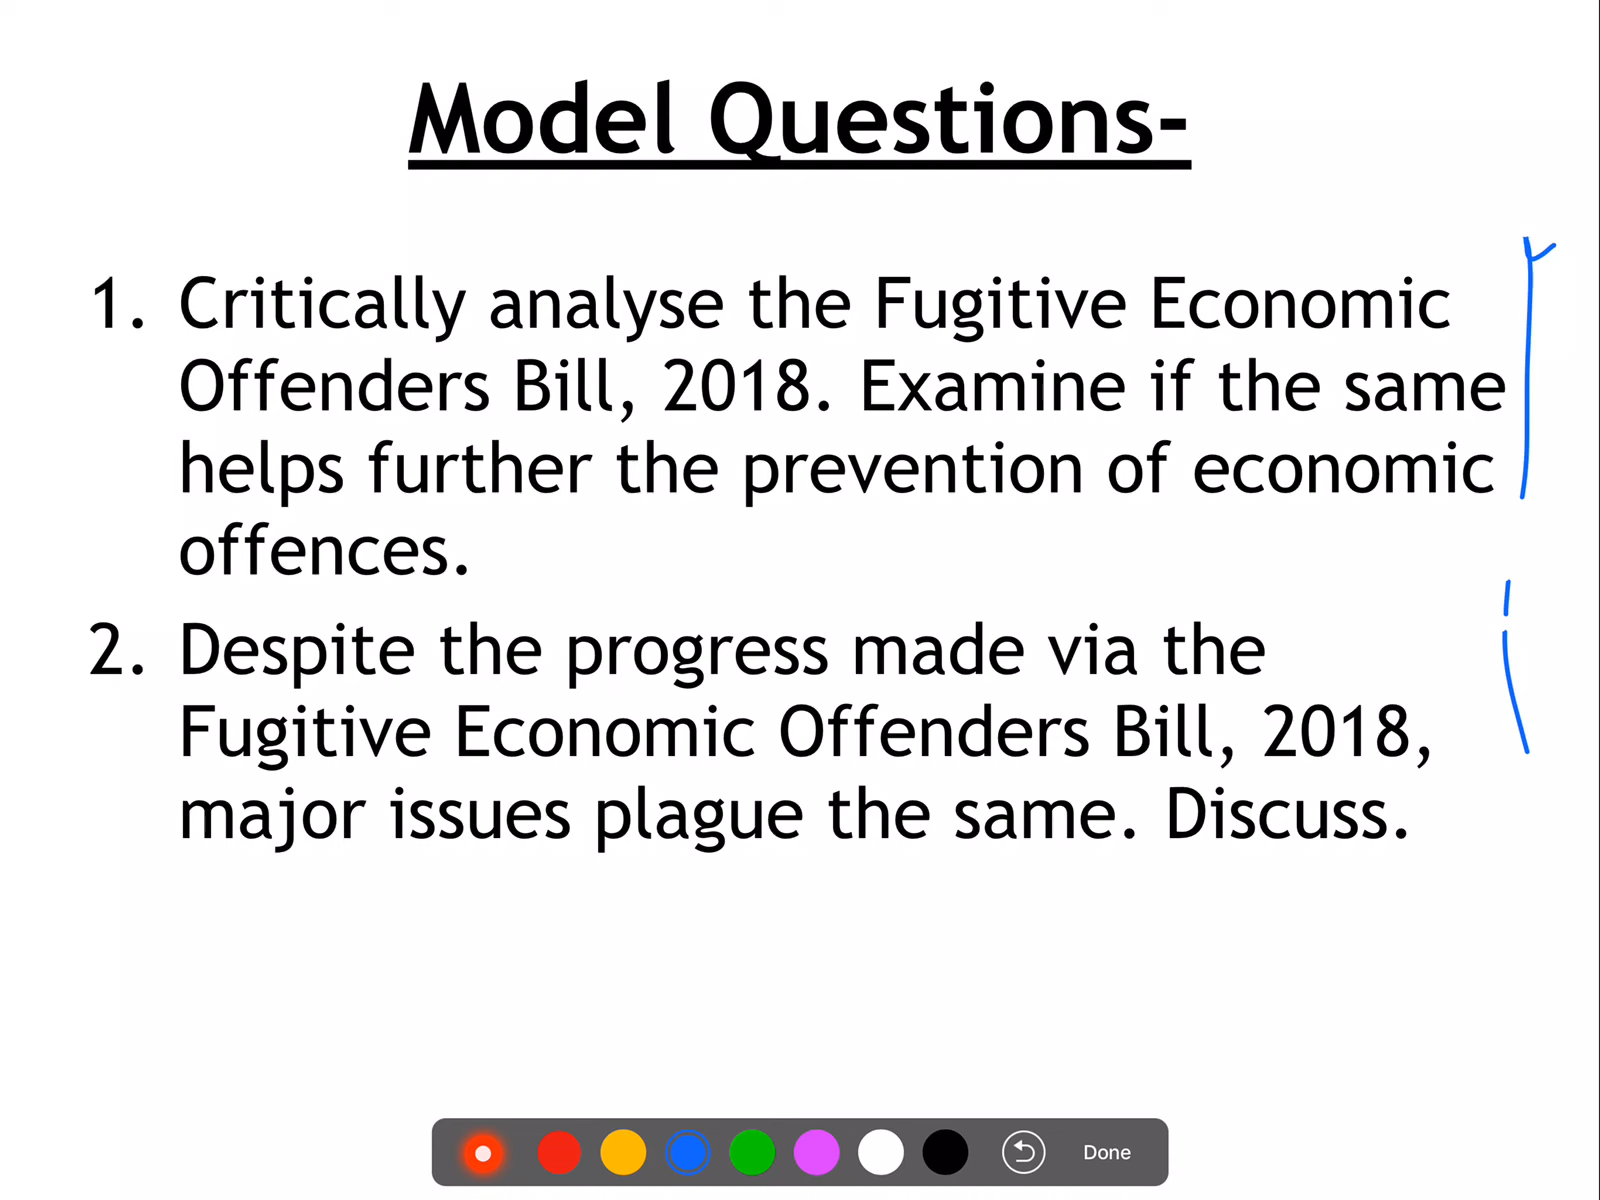 Model Questions-
1. Critically analyse the Fugitive Economic
Offenders Bill, 2018. Examine if the same
helps further the prevention of economic
offences.
2. Despite the progress made via the
Fugitive Economic Offenders Bill, 2018,
major issues plague the same. Discuss.
Done